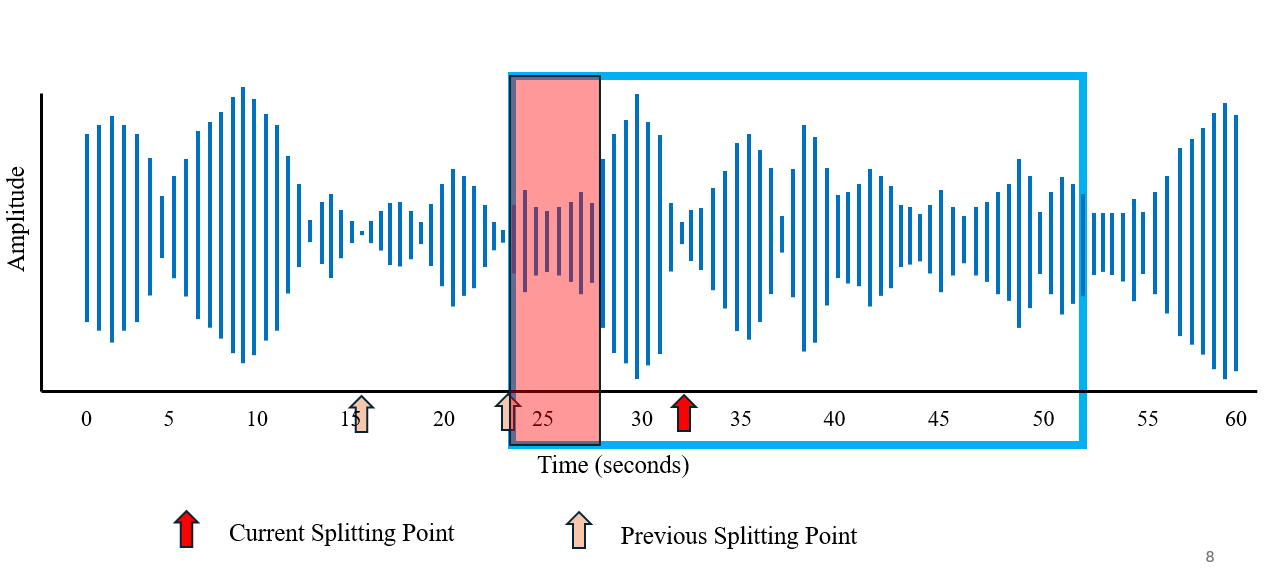 Amplitude
0 5 10 15 20 25 30 35 40 45 50 55 60
Time (seconds)
Current Splitting Point Previous Splitting Point
8